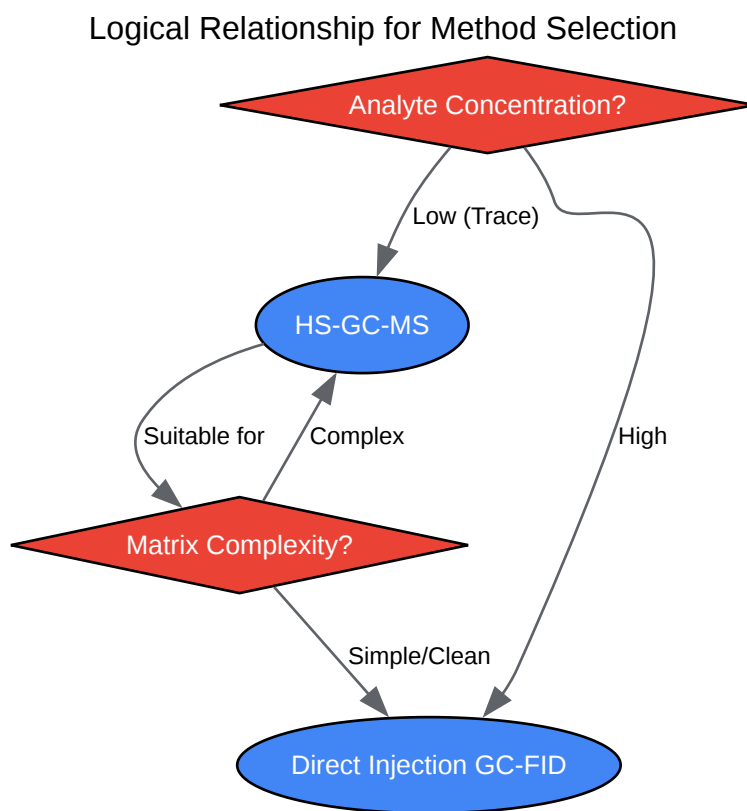 Logical Relationship for Method Selection
Analyte Concentration?
Low (Trace)
HS-GC-MS
Suitable for
Complex
High
Matrix Complexity?
Simple/Clean
Direct Injection GC-FID